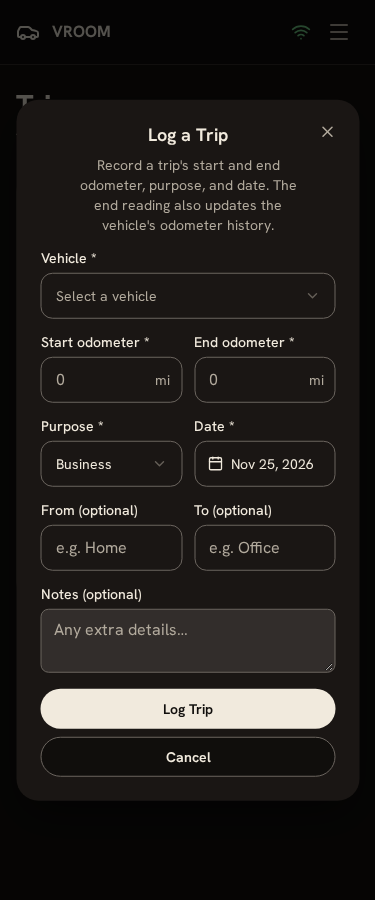 VROOM
Log a Trip
Record a trip's start and end
odometer, purpose, and date. The
end reading also updates the
vehicle's odometer history.
Vehicle *
Select a vehicle
Start odometer *
End odometer *
0
mi
0
mi
Purpose *
Date *
Business
Nov 25, 2026
From (optional)
To (optional)
e.g. Home
e.g. Office
Notes (optional)
Any extra details...
Log Trip
Cancel